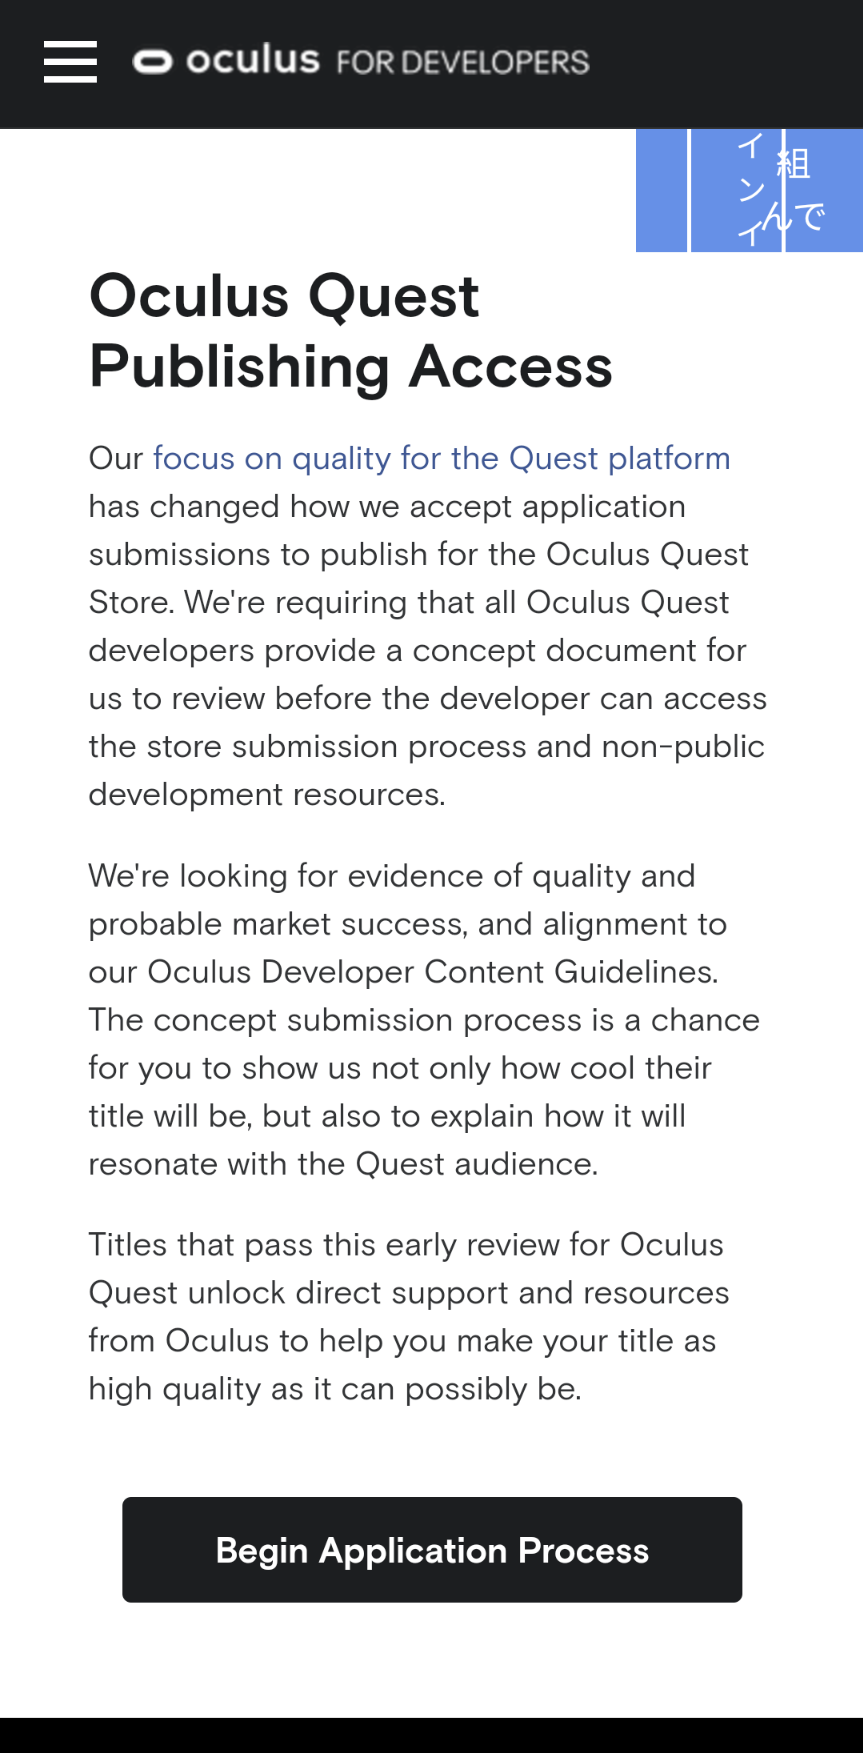 oculus FOR DEVELOPERS
イ
ン
イ
組
んで
Oculus Quest
Publishing Access
Our focus on quality for the Quest platform
has changed how we accept application
submissions to publish for the Oculus Quest
Store. We're requiring that all Oculus Quest
developers provide a concept document for
us to review before the developer can access
the store submission process and non-public
development resources.
We're looking for evidence of quality and
probable market success, and alignment to
our Oculus Developer Content Guidelines.
The concept submission process is a chance
for you to show us not only how cool their
title will be, but also to explain how it will
resonate with the Quest audience.
Titles that pass this early review for Oculus
Quest unlock direct support and resources
from Oculus to help you make your title as
high quality as it can possibly be.
Begin Application Process